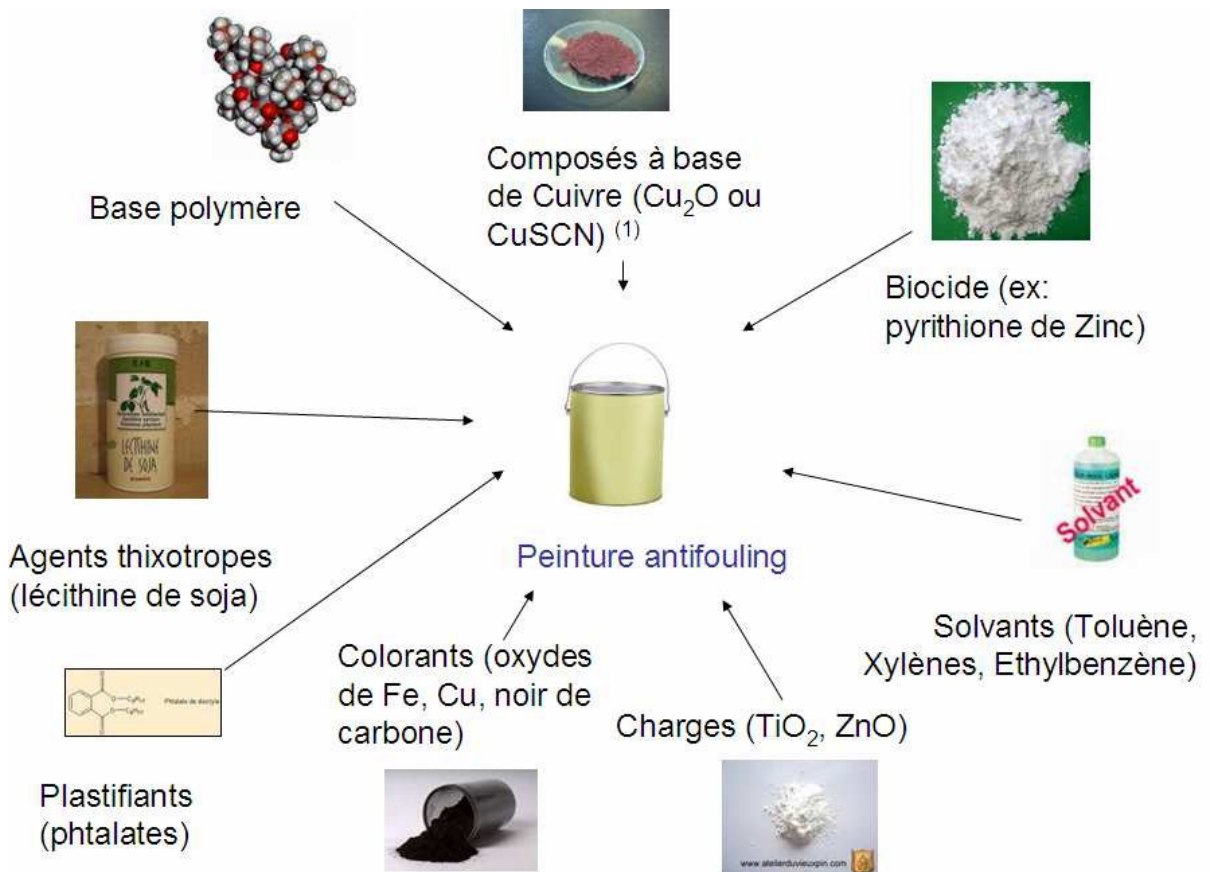 Base polymère
Composés à base
de Cuivre (Cu₂O ou
CuSCN) ⁽¹⁾
Biocide (ex:
pyrithione de Zinc)
LECITHINE
DE SOJA
Agents thixotropes
(lécithine de soja)
Peinture antifouling
Solvant
Solvants (Toluène,
Xylènes, Ethylbenzène)
Phtalate de dioctyle
Plastifiants
(phtalates)
Colorants (oxydes
de Fe, Cu, noir de
carbone)
Charges (TiO₂, ZnO)
www.atelierduvieuxpin.com